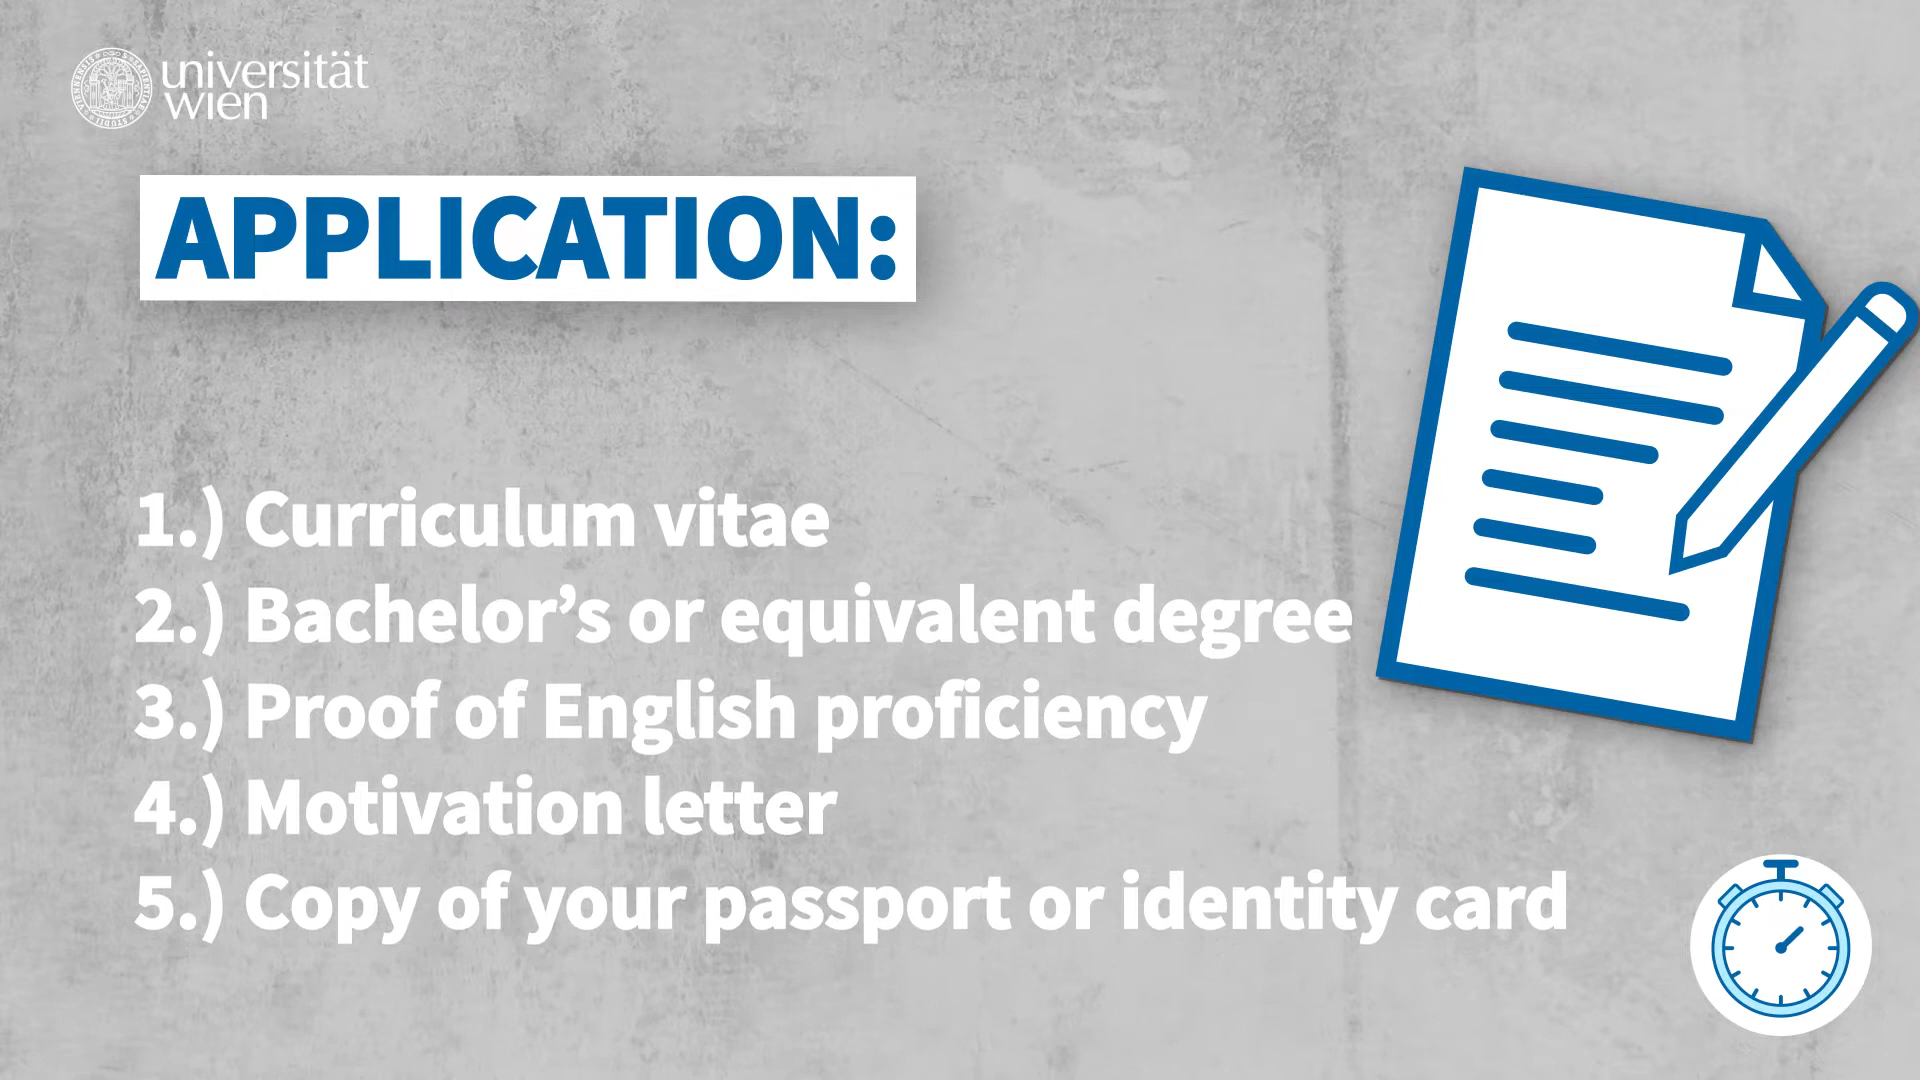 universität
wien
APPLICATION:
1.) Curriculum vitae
2.) Bachelor’s or equivalent degree
3.) Proof of English proficiency
4.) Motivation letter
5.) Copy of your passport or identity card